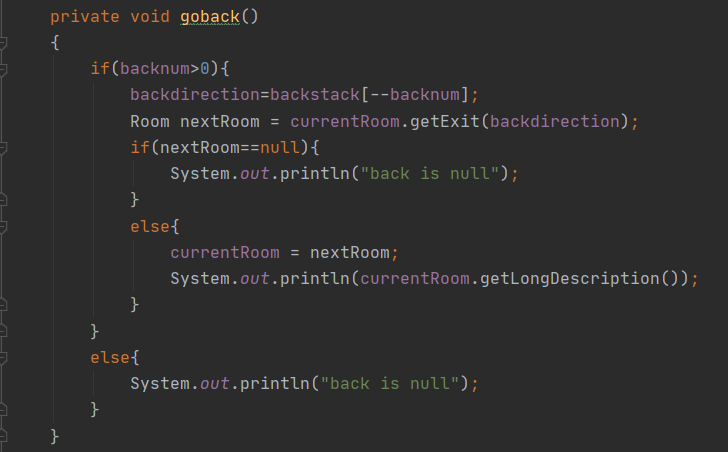 private void goback()
{
if(backnum>0){
backdirection=backstack[--backnum];
Room nextRoom = currentRoom.getExit(backdirection);
if(nextRoom==null){
System.out.println("back is null");
}
else{
currentRoom = nextRoom;
System.out.println(currentRoom.getLongDescription());
}
}
else{
System.out.println("back is null");
}
}